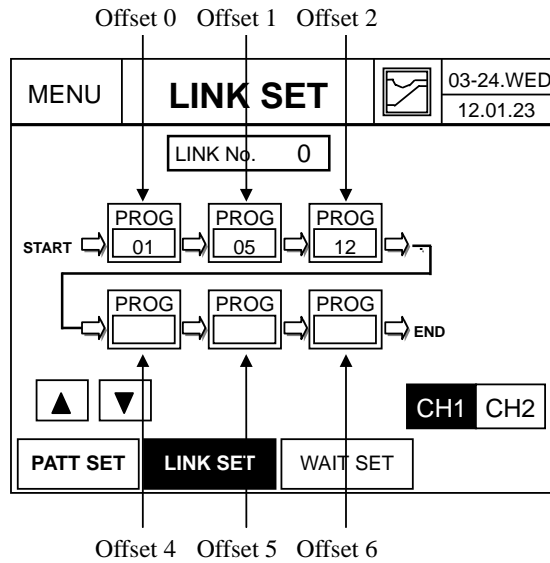 Offset 0 Offset 1 Offset 2
MENU LINK SET 03-24.WED
12.01.23
LINK No. 0
PROG PROG PROG
START 01 05 12
PROG PROG PROG
END
▲ ▼ CH1 CH2
PATT SET LINK SET WAIT SET
Offset 4 Offset 5 Offset 6